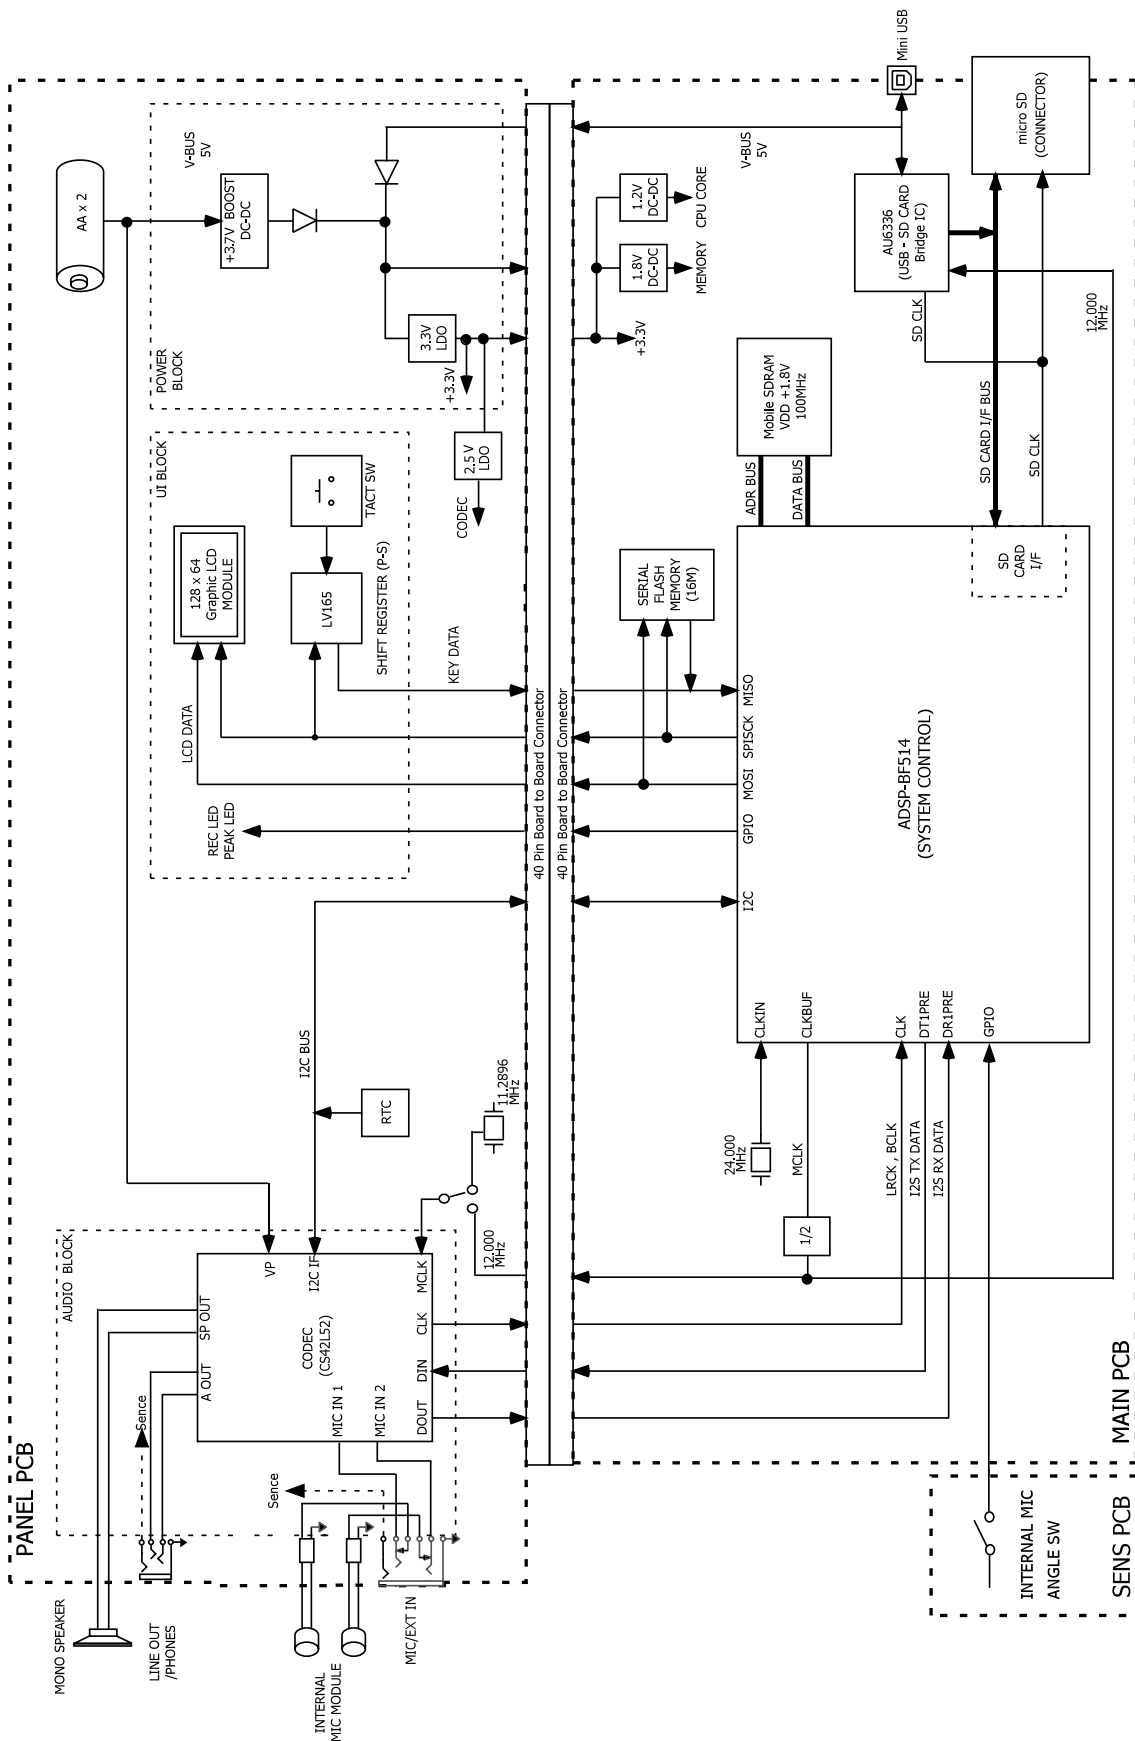 PANEL PCB
MONO SPEAKER
LINE OUT
/PHONES
INTERNAL
MIC MODULE
MIC/EXT IN
AUDIO BLOCK
Sence
Sence
SP OUT
A OUT
VP
I2C IF
MCLK
CODEC
(CS42L52)
CLK
DIN
DOUT
MIC IN 1
MIC IN 2
12.000
MHz
11.2896
MHz
RTC
I2C BUS
AA x 2
POWER
BLOCK
V-BUS
5V
+3.7V BOOST
DC-DC
3.3V
LDO
+3.3V
2.5 V
LDO
CODEC
UI BLOCK
128 x 64
Graphic LCD
MODULE
TACT SW
LV165
SHIFT REGISTER (P-S)
LCD DATA
KEY DATA
REC LED
PEAK LED
40 Pin Board to Board Connector
40 Pin Board to Board Connector
Mini USB
V-BUS
5V
1.2V
DC-DC
CPU CORE
1.8V
DC-DC
MEMORY
+3.3V
micro SD
(CONNECTOR)
AU6336
(USB - SD CARD
Bridge IC)
SD CLK
12.000
MHz
Mobile SDRAM
VDD +1.8V
100MHz
ADR BUS
DATA BUS
SD CARD I/F BUS
SD CLK
SERIAL
FLASH
MEMORY
(16M)
SD
CARD
I/F
MISO
SPISCK
MOSI
GPIO
I2C
ADSP-BF514
(SYSTEM CONTROL)
CLKIN
CLKBUF
CLK
DT1PRE
DR1PRE
GPIO
24.000
MHz
MCLK
1/2
LRCK , BCLK
I2S TX DATA
I2S RX DATA
MAIN PCB
INTERNAL MIC
ANGLE SW
SENS PCB